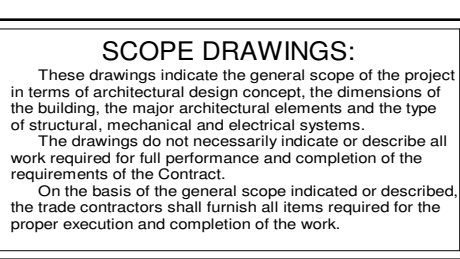 SCOPE DRAWINGS:
These drawings indicate the general scope of the project
in terms of architectural design concept, the dimensions of
the building, the major architectural elements and the type
of structural, mechanical and electrical systems.
The drawings do not necessarily indicate or describe all
work required for full performance and completion of the
requirements of the Contract.
On the basis of the general scope indicated or described,
the trade contractors shall furnish all items required for the
proper execution and completion of the work.